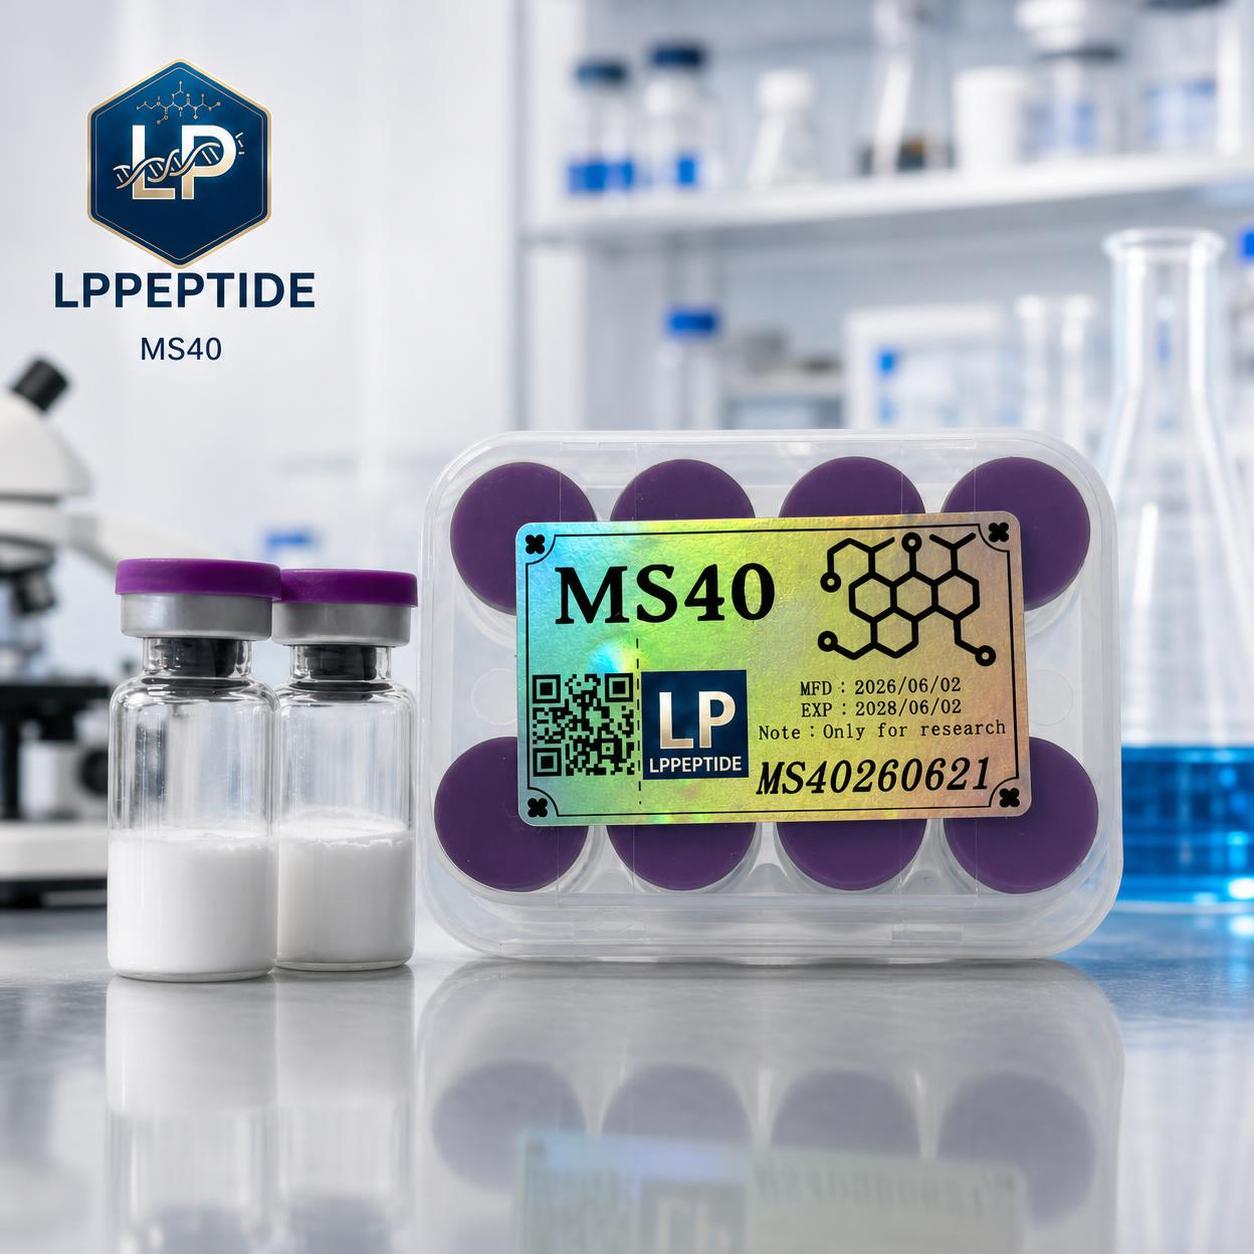 LP
LPPEPTIDE
MS40
MS40
MFD : 2026/06/02
EXP : 2028/06/02
Note : Only for research
LP
LPPEPTIDE
MS40260621